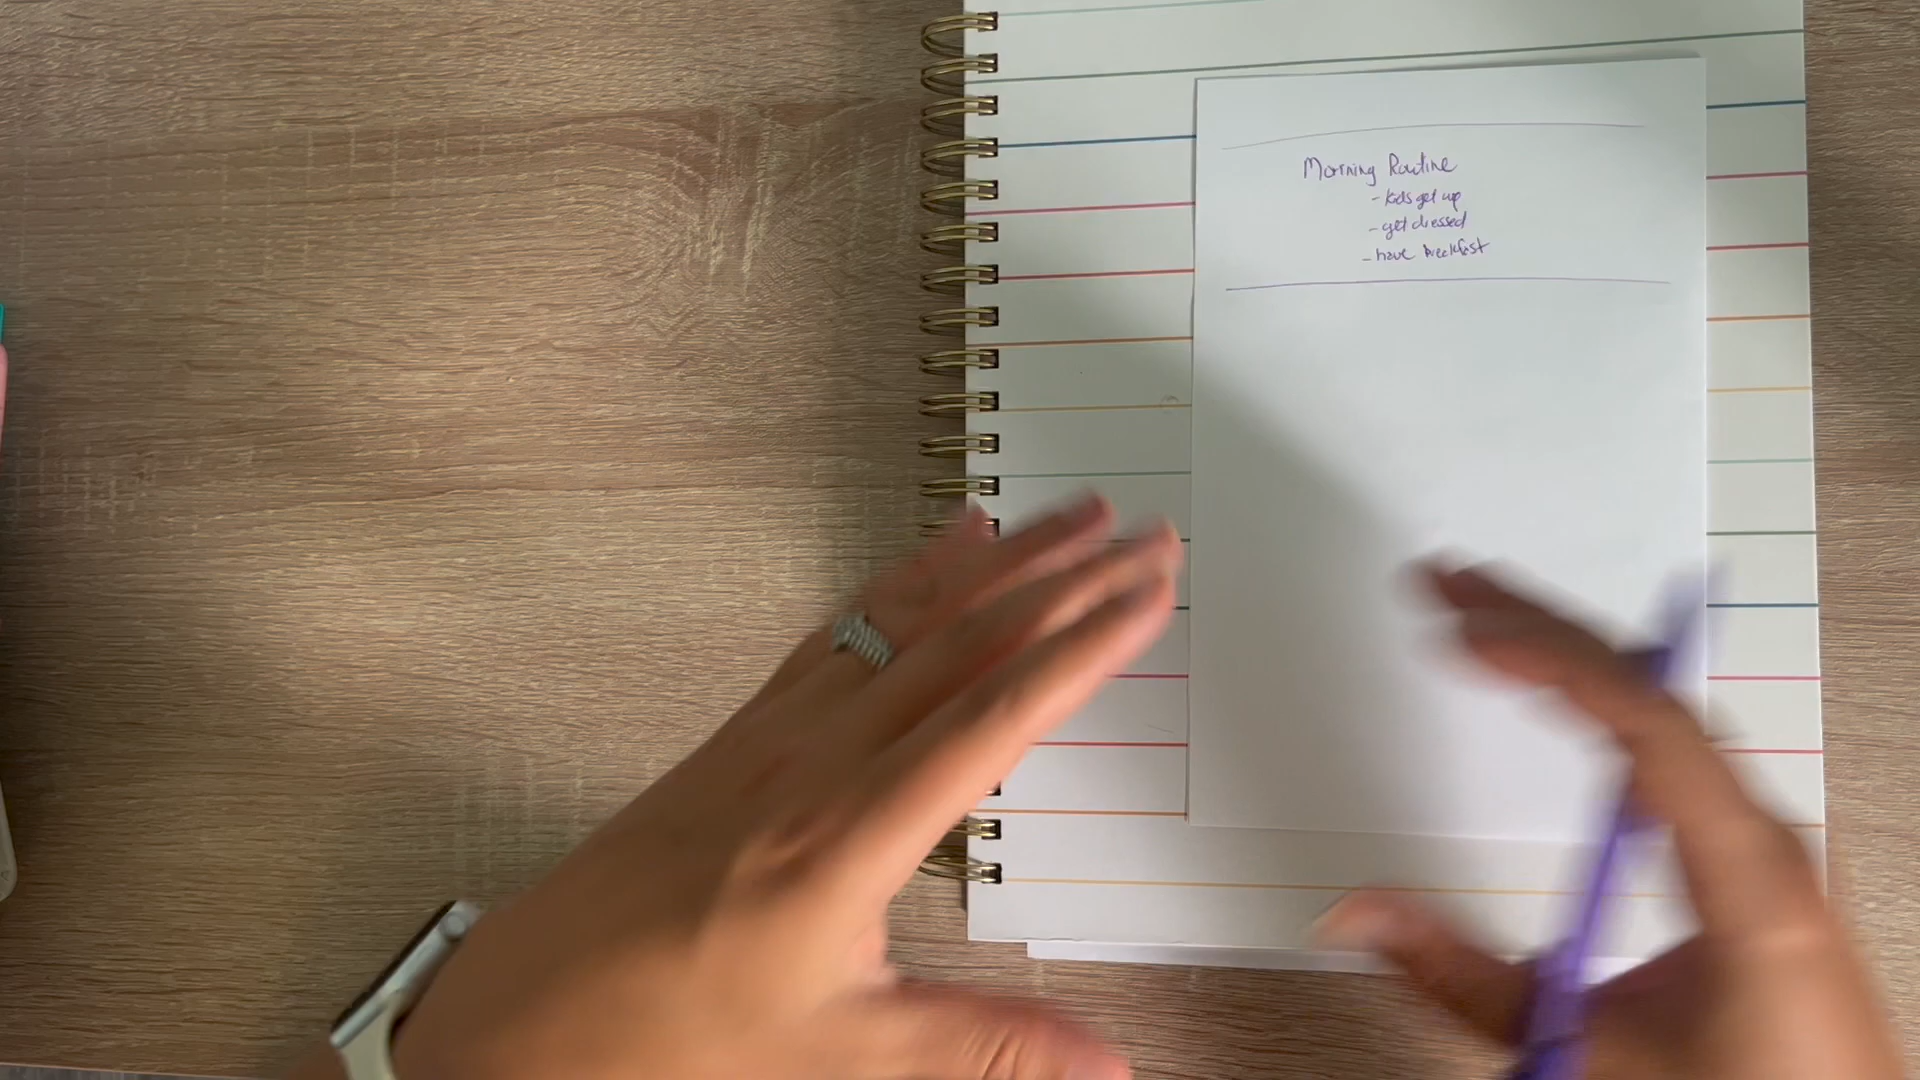 Morning Routine
- kids get up
- get dressed
- have breakfast